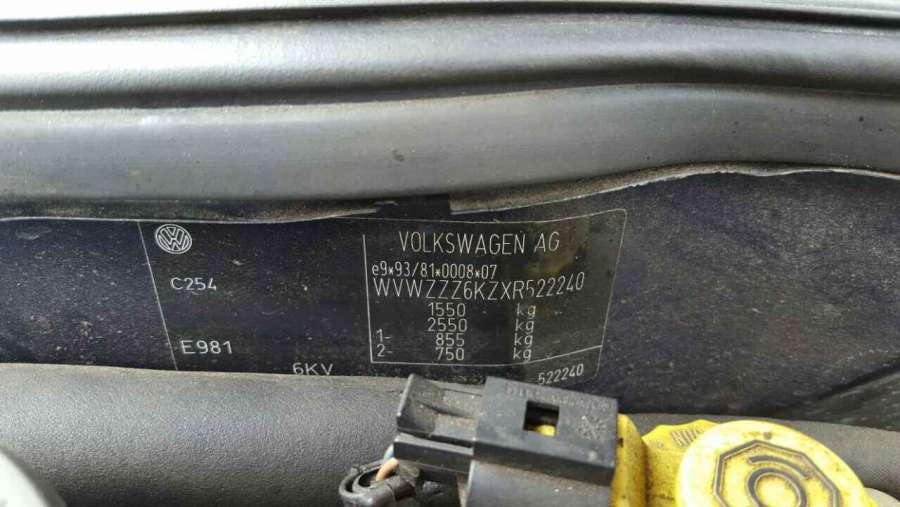 VOLKSWAGEN AG
e9*93/81*0008*07
C254
WVWZZZ6KZXR522240
1550 kg
2550 kg
1- 855 kg
E981
2- 750 kg
6KV
522240